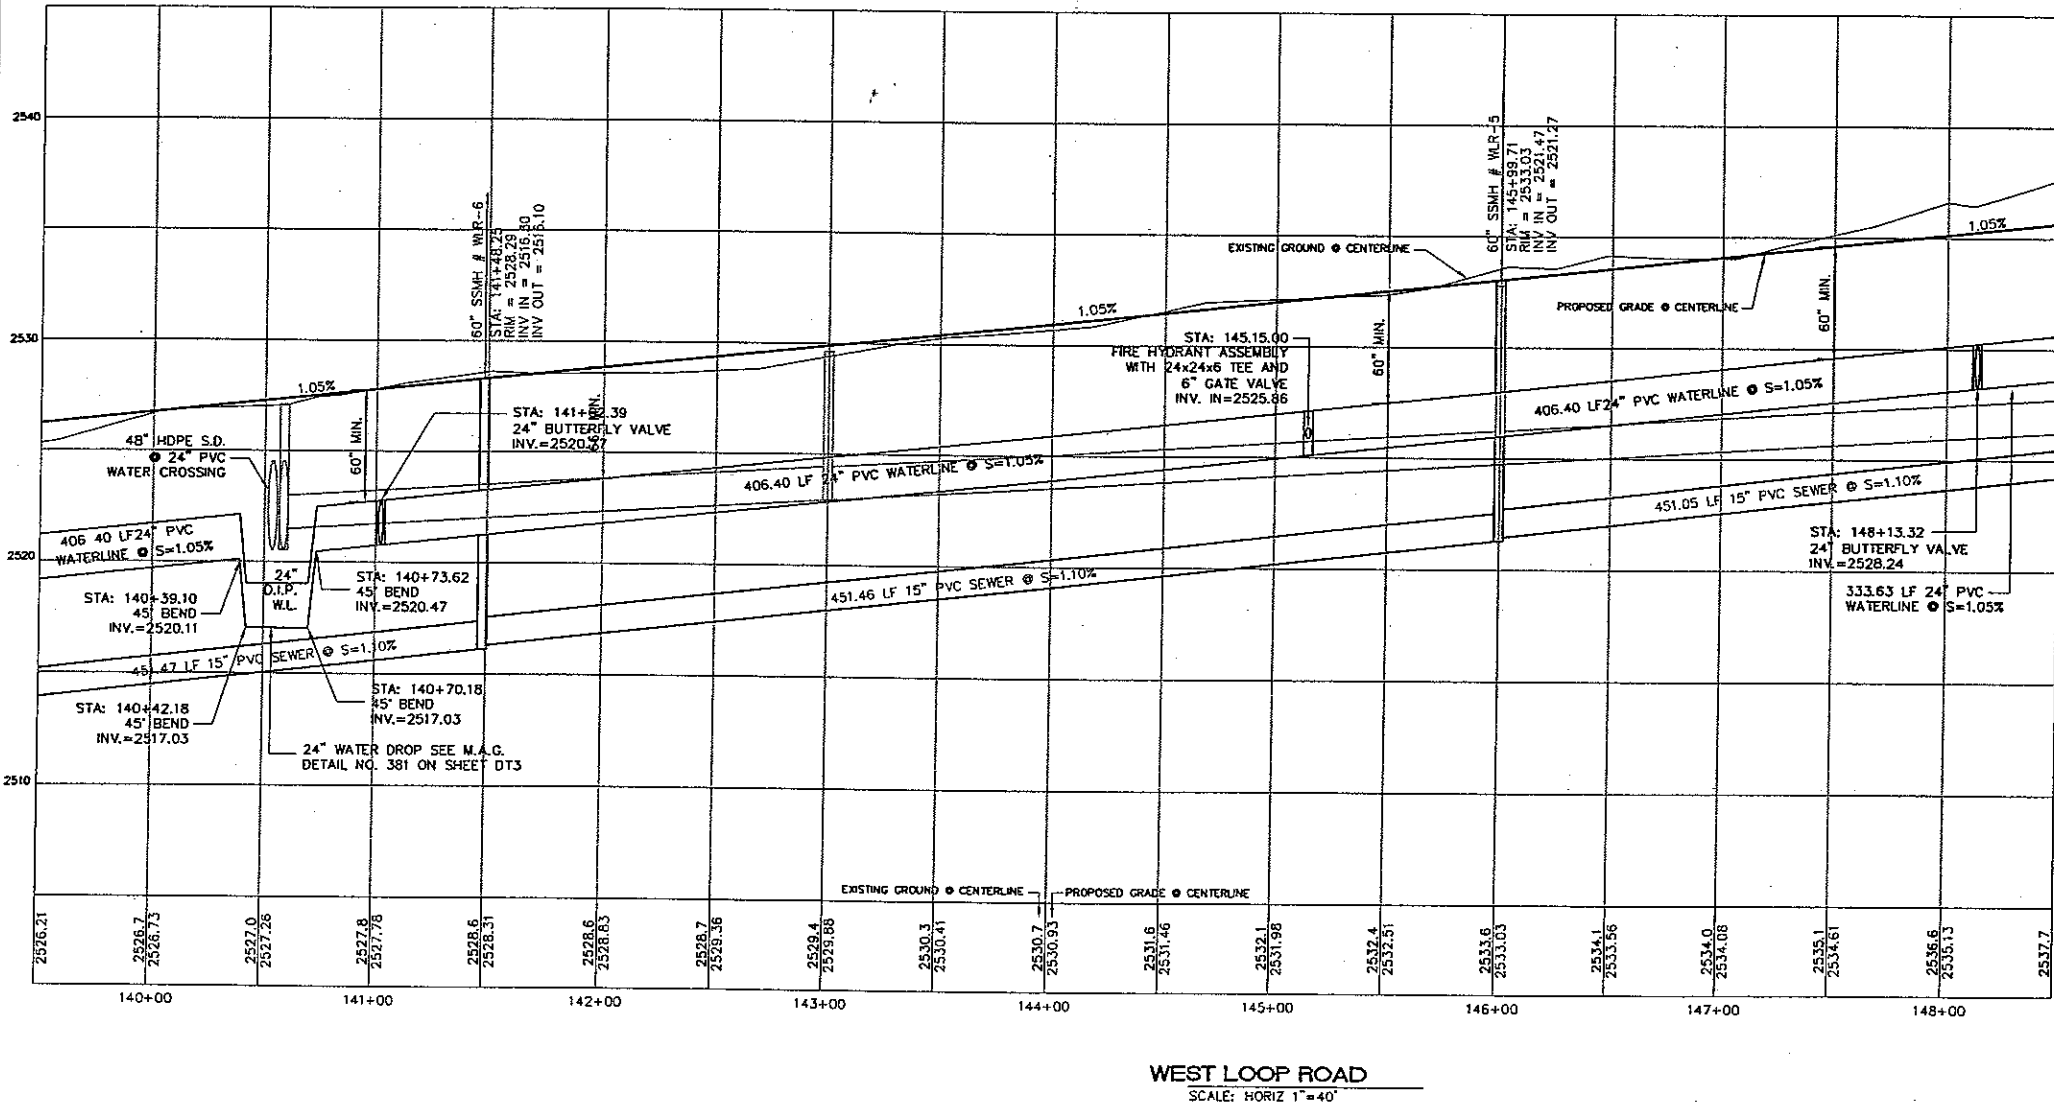 2540
2530
2520
2510
60" SSMH # WLR-6
STA: 141+48.25
RIM = 2528.29
INV IN = 2516.30
INV OUT = 2516.10
60" SSMH # WLR-5
STA: 145+99.71
RIM = 2533.03
INV IN = 2521.47
INV OUT = 2521.27
EXISTING GROUND @ CENTERLINE
1.05%
PROPOSED GRADE @ CENTERLINE
60" MIN.
1.05%
STA: 145.15.00
FIRE HYDRANT ASSEMBLY
WITH 24x24x6 TEE AND
6" GATE VALVE
INV. IN=2525.86
60" MIN.
1.05%
406.40 LF24" PVC WATERLINE @ S=1.05%
48" HDPE S.D.
@ 24" PVC
WATER CROSSING
60" MIN.
STA: 141+02.39
24" BUTTERFLY VALVE
INV.=2520.77
MIN.
406.40 LF 24" PVC WATERLINE @ S=1.05%
451.05 LF 15" PVC SEWER @ S=1.10%
406 40 LF24" PVC
WATERLINE @ S=1.05%
STA: 148+13.32
24" BUTTERFLY VALVE
INV.=2528.24
24"
D.I.P.
W.L.
STA: 140+73.62
45° BEND
INV.=2520.47
451.46 LF 15" PVC SEWER @ S=1.10%
333.63 LF 24" PVC
WATERLINE @ S=1.05%
STA: 140+39.10
45° BEND
INV.=2520.11
451.47 LF 15" PVC SEWER @ S=1.10%
STA: 140+42.18
45° BEND
INV.=2517.03
STA: 140+70.18
45° BEND
INV.=2517.03
24" WATER DROP SEE M.A.G.
DETAIL NO. 381 ON SHEET DT3
EXISTING GROUND @ CENTERLINE
PROPOSED GRADE @ CENTERLINE
2526.21
2526.7
2526.73
2527.0
2527.26
2527.8
2527.78
2528.6
2528.31
2528.6
2528.83
2528.7
2529.36
2529.4
2529.88
2530.3
2530.41
2530.7
2530.93
2531.6
2531.46
2532.1
2531.98
2532.4
2532.51
2533.6
2533.03
2534.1
2533.56
2534.0
2534.08
2535.1
2534.61
2536.6
2535.13
2537.7
140+00
141+00
142+00
143+00
144+00
145+00
146+00
147+00
148+00
WEST LOOP ROAD
SCALE: HORIZ 1"=40'